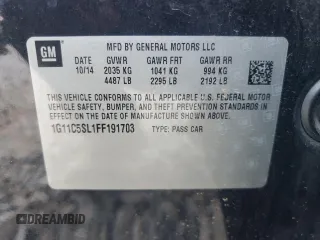 GM
MFD BY GENERAL MOTORS LLC
DATE GVWR GAWR FRT GAWR RR
10/14 2035 KG 1041 KG 994 KG
4487 LB 2295 LB 2192 LB
THIS VEHICLE CONFORMS TO ALL APPLICABLE U.S. FEDERAL MOTOR VEHICLE
SAFETY, BUMPER, AND THEFT PREVENTION STANDARDS IN
EFFECT ON THE DATE OF MANUFACTURE SHOWN ABOVE.
1G11C5SL1FF191703 TYPE: PASS CAR
DREAMBID